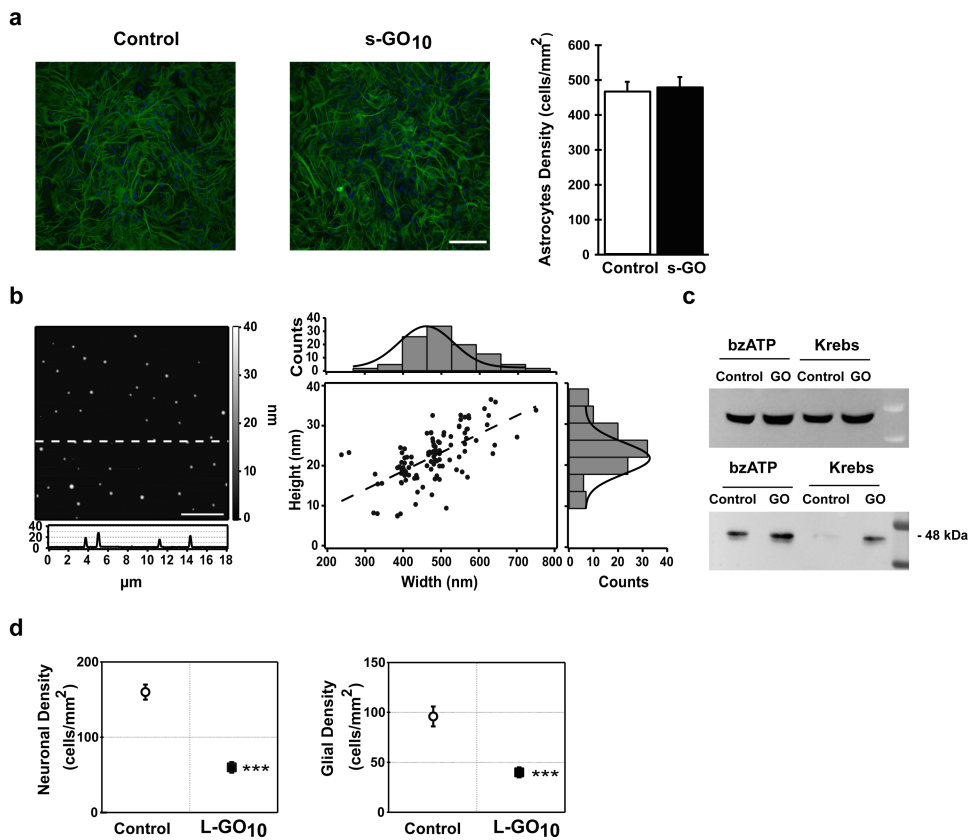 a
Control
s-GO10
Astrocytes Density (cells/mm2)
600
500
400
300
200
100
0
Control s-GO
b
40
30
20
10
0
nm
40
20
0
0 2 4 6 8 10 12 14 16 18
µm
Counts
40
30
20
10
0
Height (nm)
40
30
20
10
0
200 300 400 500 600 700 800
Width (nm)
0 10 20 30 40
Counts
c
bzATP Krebs
Control GO Control GO
bzATP Krebs
Control GO Control GO
- 48 kDa
d
Neuronal Density
(cells/mm2)
200
100
0
***
Control L-GO10
Glial Density
(cells/mm2)
150
100
50
0
***
Control L-GO10